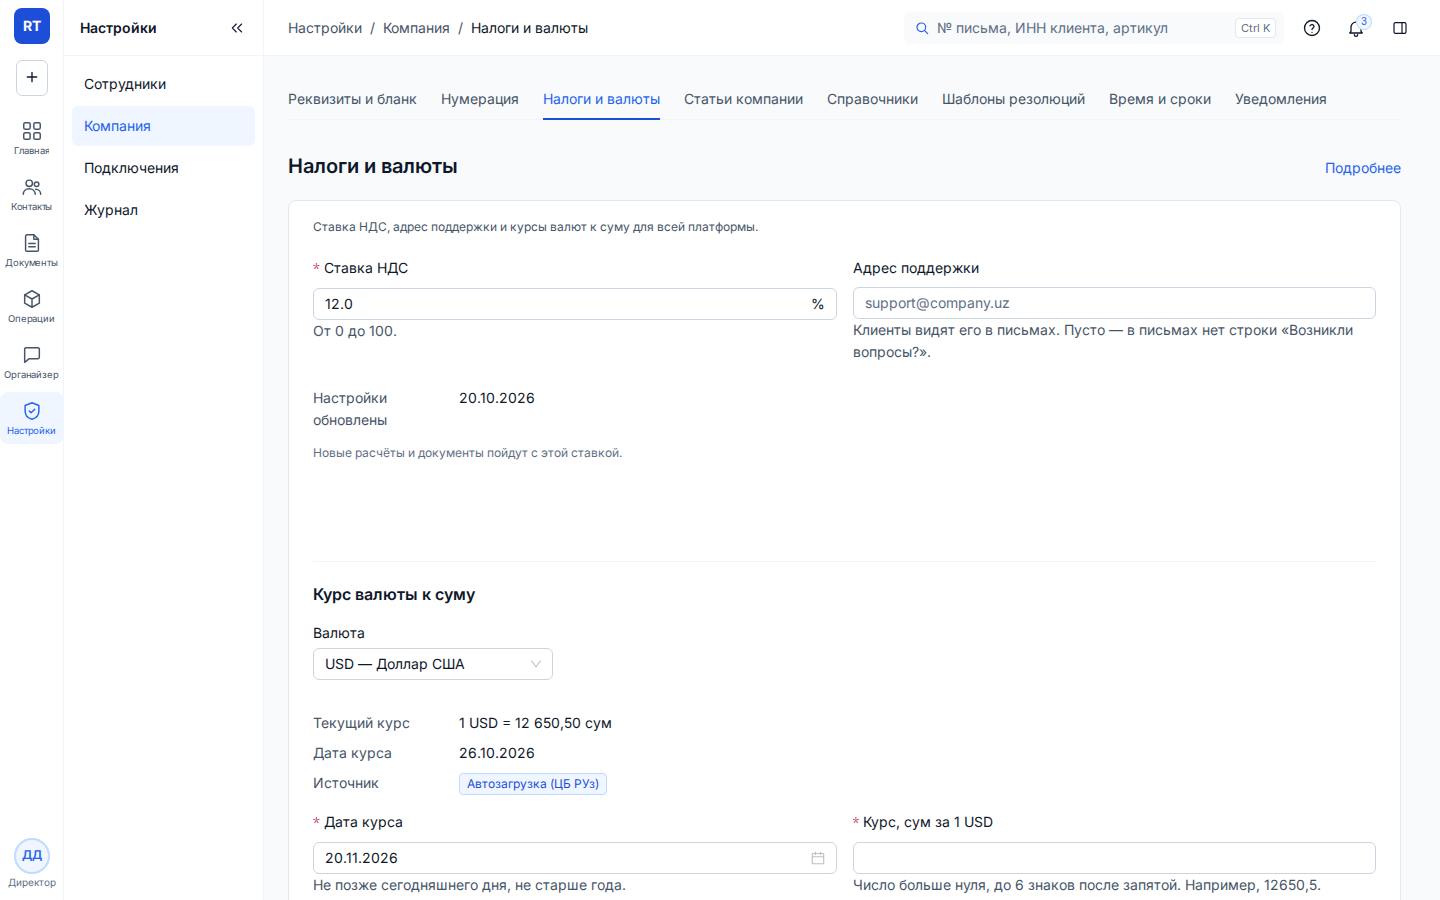 RT
Настройки
Настройки / Компания / Налоги и валюты
№ письма, ИНН клиента, артикул
Ctrl K
3
Главная
Контакты
Документы
Операции
Органайзер
Настройки
ДД
Директор
Сотрудники
Компания
Подключения
Журнал
Реквизиты и бланк
Нумерация
Налоги и валюты
Статьи компании
Справочники
Шаблоны резолюций
Время и сроки
Уведомления
Налоги и валюты
Подробнее
Ставка НДС, адрес поддержки и курсы валют к суму для всей платформы.
* Ставка НДС
12.0 %
От 0 до 100.
Адрес поддержки
support@company.uz
Клиенты видят его в письмах. Пусто — в письмах нет строки «Возникли
вопросы?».
Настройки
обновлены
20.10.2026
Новые расчёты и документы пойдут с этой ставкой.
Курс валюты к суму
Валюта
USD — Доллар США
Текущий курс
1 USD = 12 650,50 сум
Дата курса
26.10.2026
Источник
Автозагрузка (ЦБ РУз)
* Дата курса
20.11.2026
Не позже сегодняшнего дня, не старше года.
* Курс, сум за 1 USD
Число больше нуля, до 6 знаков после запятой. Например, 12650,5.